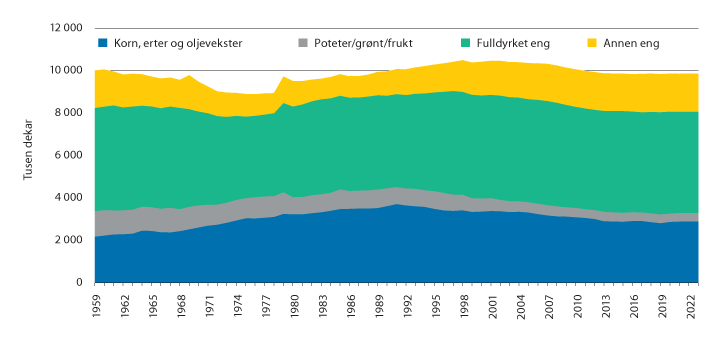 12 000
Korn, erter og oljevekster Poteter/grønt/frukt Fulldyrket eng Annen eng
10 000
8 000
6 000
4 000
2 000
0
Tusen dekar
1959 1962 1965 1968 1971 1974 1977 1980 1983 1986 1989 1992 1995 1998 2001 2004 2007 2010 2013 2016 2019 2022